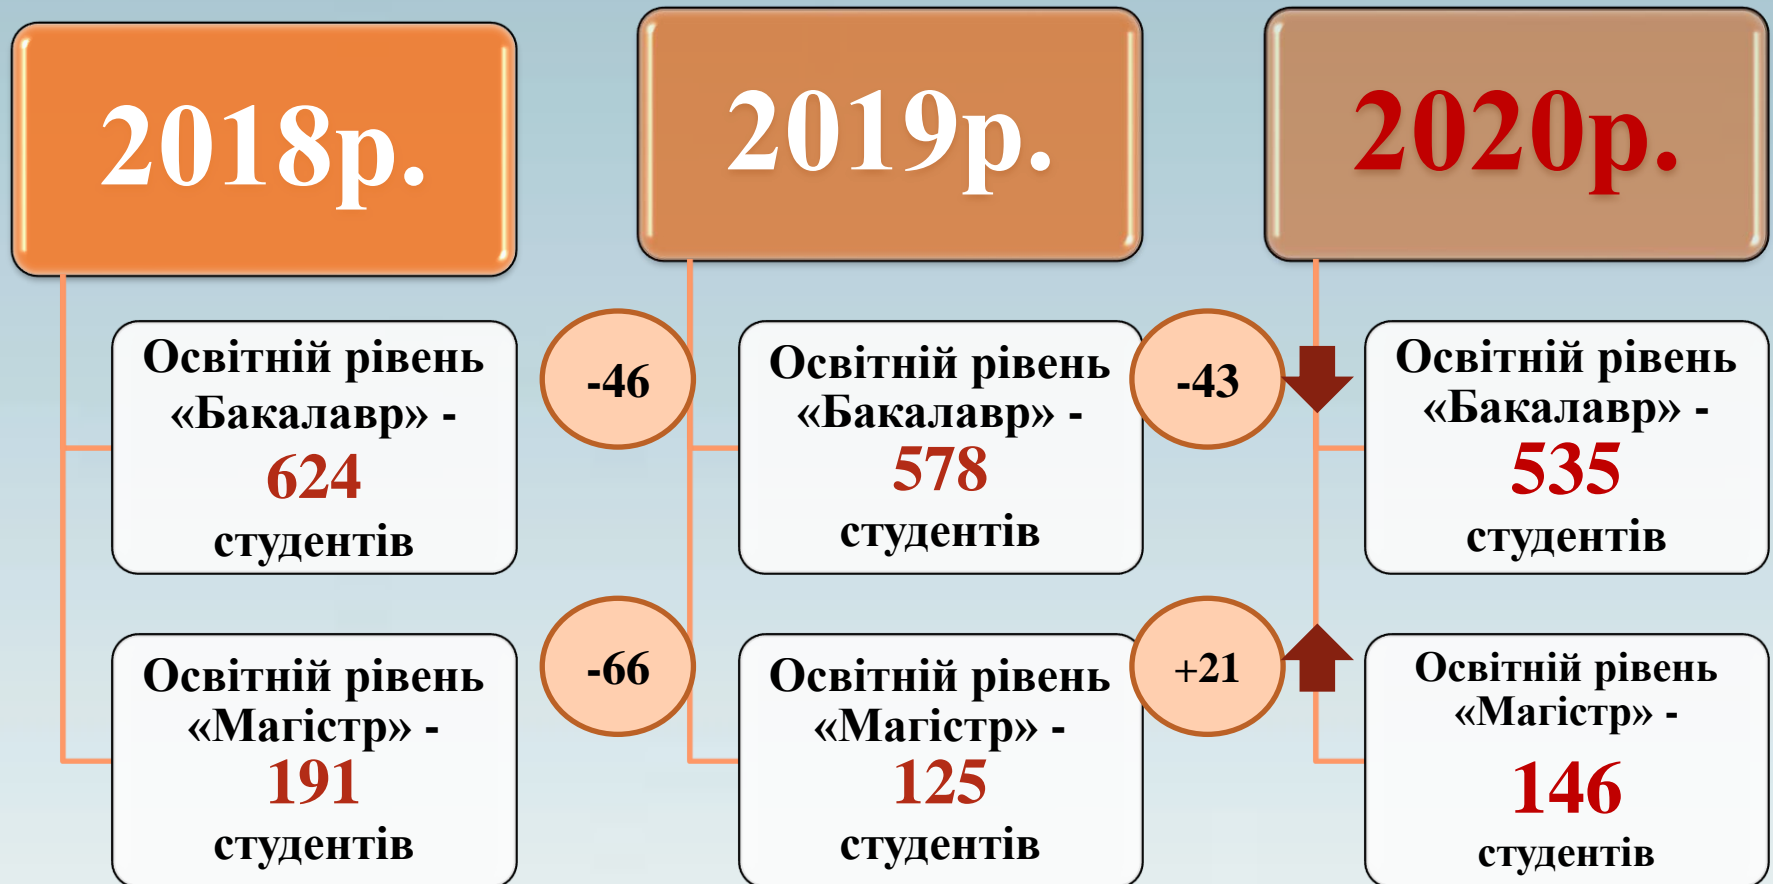 2018р.
Освітній рівень
«Бакалавр» -
624
студентів
Освітній рівень
«Магістр» -
191
студентів
-46
-66
2019р.
Освітній рівень
«Бакалавр» -
578
студентів
Освітній рівень
«Магістр» -
125
студентів
-43
+21
2020р.
Освітній рівень
«Бакалавр» -
535
студентів
Освітній рівень
«Магістр» -
146
студентів